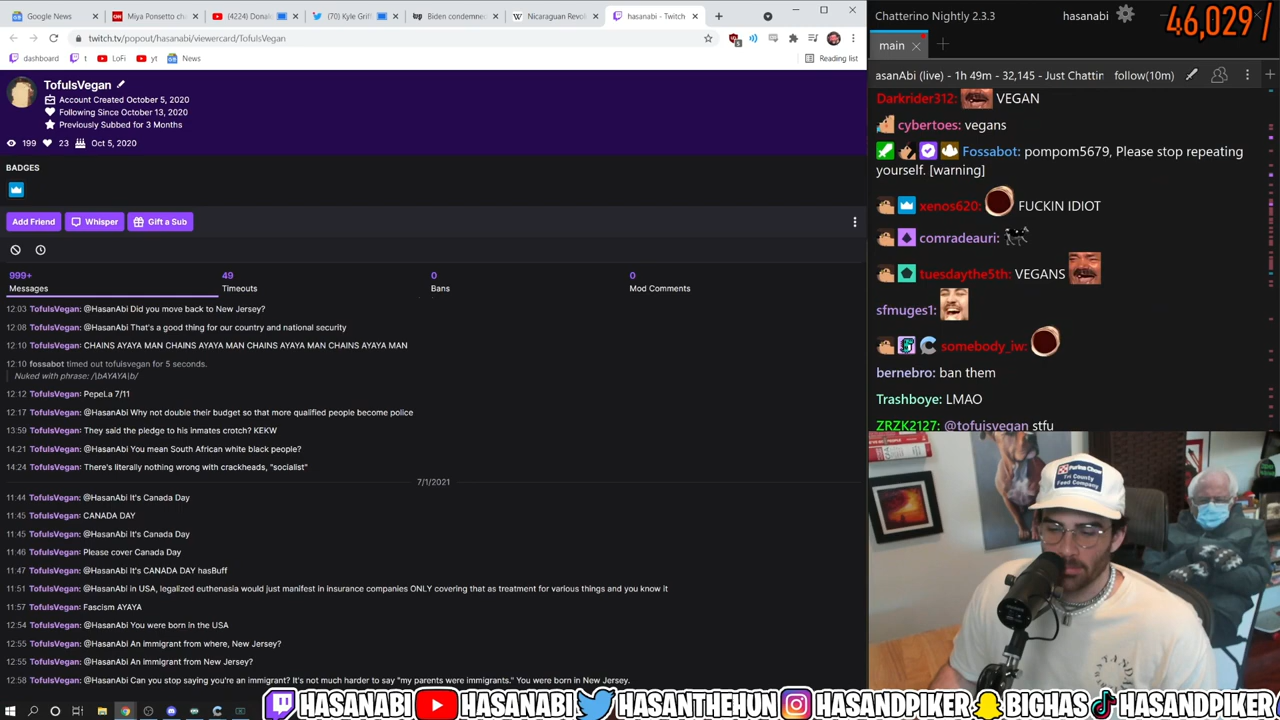 Google News
Miya Ponsetto ch
(4224) Donal
(70) Kyle Grif
Biden condemne
Nicaraguan Revo
hasanabi - Twitch
twitch.tv/popout/hasanabi/viewercard/TofuIsVegan
dashboard
t
LoFi
yt
News
Reading list
TofuIsVegan
Account Created October 5, 2020
Following Since October 13, 2020
Previously Subbed for 3 Months
199
23
Oct 5, 2020
BADGES
Add Friend
Whisper
Gift a Sub
999+
Messages
49
Timeouts
0
Bans
0
Mod Comments
12:03 TofuIsVegan: @HasanAbi Did you move back to New Jersey?
12:08 TofuIsVegan: @HasanAbi That's a good thing for our country and national security
12:10 TofuIsVegan: CHAINS AYAYA MAN CHAINS AYAYA MAN CHAINS AYAYA MAN CHAINS AYAYA MAN
12:10 fossabot timed out tofuisvegan for 5 seconds.
Nuked with phrase: /\bAYAYA\b/
12:12 TofuIsVegan: PepeLa 7/11
12:17 TofuIsVegan: @HasanAbi Why not double their budget so that more qualified people become police
13:59 TofuIsVegan: They said the pledge to his inmates crotch? KEKW
14:21 TofuIsVegan: @HasanAbi You mean South African white black people?
14:24 TofuIsVegan: There's literally nothing wrong with crackheads, "socialist"
7/1/2021
11:44 TofuIsVegan: @HasanAbi It's Canada Day
11:45 TofuIsVegan: CANADA DAY
11:45 TofuIsVegan: @HasanAbi It's Canada Day
11:46 TofuIsVegan: Please cover Canada Day
11:47 TofuIsVegan: @HasanAbi It's CANADA DAY hasBuff
11:51 TofuIsVegan: @HasanAbi in USA, legalized euthenasia would just manifest in insurance companies ONLY covering that as treatment for various things and you know it
11:57 TofuIsVegan: Fascism AYAYA
12:54 TofuIsVegan: @HasanAbi You were born in the USA
12:55 TofuIsVegan: @HasanAbi An immigrant from where, New Jersey?
12:55 TofuIsVegan: @HasanAbi An immigrant from New Jersey?
12:58 TofuIsVegan: @HasanAbi Can you stop saying you're an immigrant? It's not much harder to say "my parents were immigrants." You were born in New Jersey.
Chatterino Nightly 2.3.3
hasanabi
46,029 /
main
asanAbi (live) - 1h 49m - 32,145 - Just Chattin
follow(10m)
Darkrider312: VEGAN
cybertoes: vegans
Fossabot: pompom5679, Please stop repeating
yourself. [warning]
xenos620: FUCKIN IDIOT
comradeauri:
tuesdaythe5th: VEGANS
sfmuges1:
somebody_iw:
bernebro: ban them
Trashboye: LMAO
ZRZK2127: @tofuisvegan stfu
PURINA CHOW
Tri County
Feed Company
HASANABI
HASANABI
HASANTHEHUN
HASANDPIKER
BIGHAS
HASANDPIKER